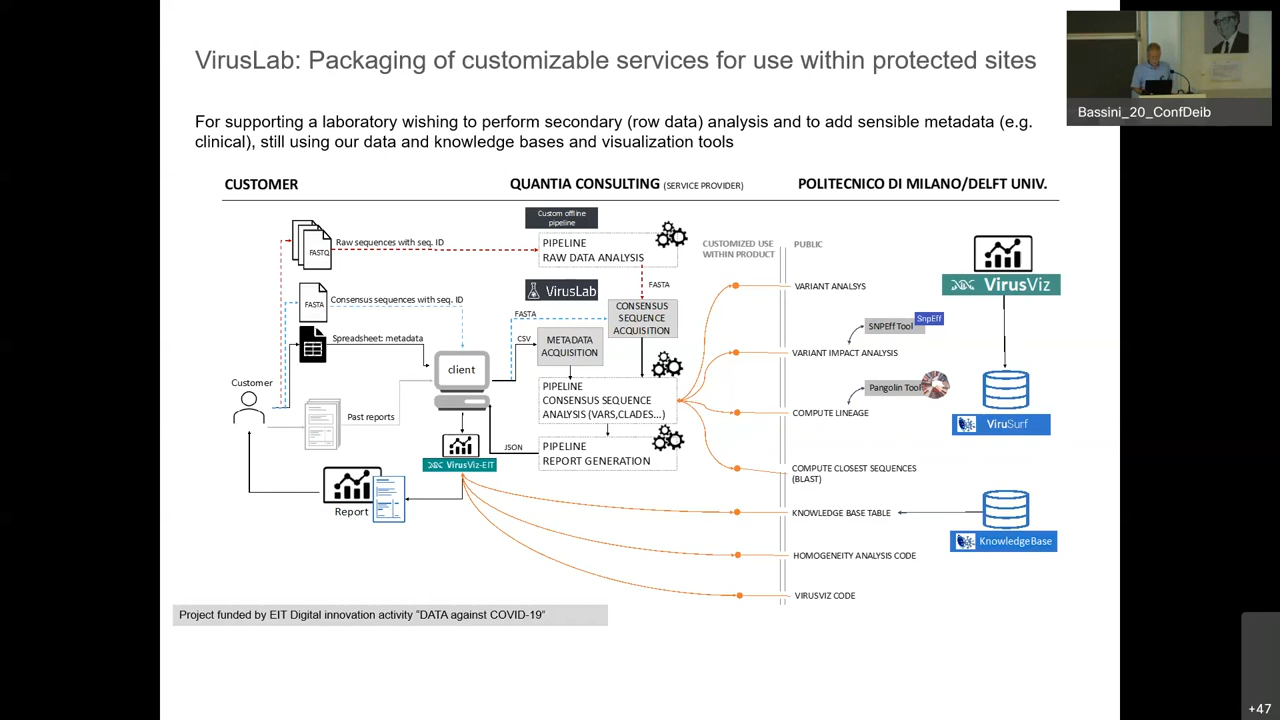 VirusLab: Packaging of customizable services for use within protected sites
Bassini_20_ConfDeib
For supporting a laboratory wishing to perform secondary (row data) analysis and to add sensible metadata (e.g.
clinical), still using our data and knowledge bases and visualization tools
CUSTOMER
QUANTIA CONSULTING (SERVICE PROVIDER)
POLITECNICO DI MILANO/DELFT UNIV.
Custom offline
pipeline
FASTQ
Raw sequences with seq. ID
PIPELINE
RAW DATA ANALYSIS
CUSTOMIZED USE
WITHIN PRODUCT
PUBLIC
VirusViz
FASTA
VirusLab
VARIANT ANALYSYS
FASTA
Consensus sequences with seq. ID
FASTA
CONSENSUS
SEQUENCE
ACQUISITION
SNPEff Tool
SnpEff
Spreadsheet: metadata
CSV
METADATA
ACQUISITION
VARIANT IMPACT ANALYSIS
client
Customer
PIPELINE
CONSENSUS SEQUENCE
ANALYSIS (VARS,CLADES...)
Pangolin Tool
COMPUTE LINEAGE
ViruSurf
Past reports
JSON
PIPELINE
REPORT GENERATION
VirusViz-EIT
COMPUTE CLOSEST SEQUENCES
(BLAST)
Report
KNOWLEDGE BASE TABLE
KnowledgeBase
HOMOGENEITY ANALYSIS CODE
VIRUSVIZ CODE
Project funded by EIT Digital innovation activity "DATA against COVID-19"
+47